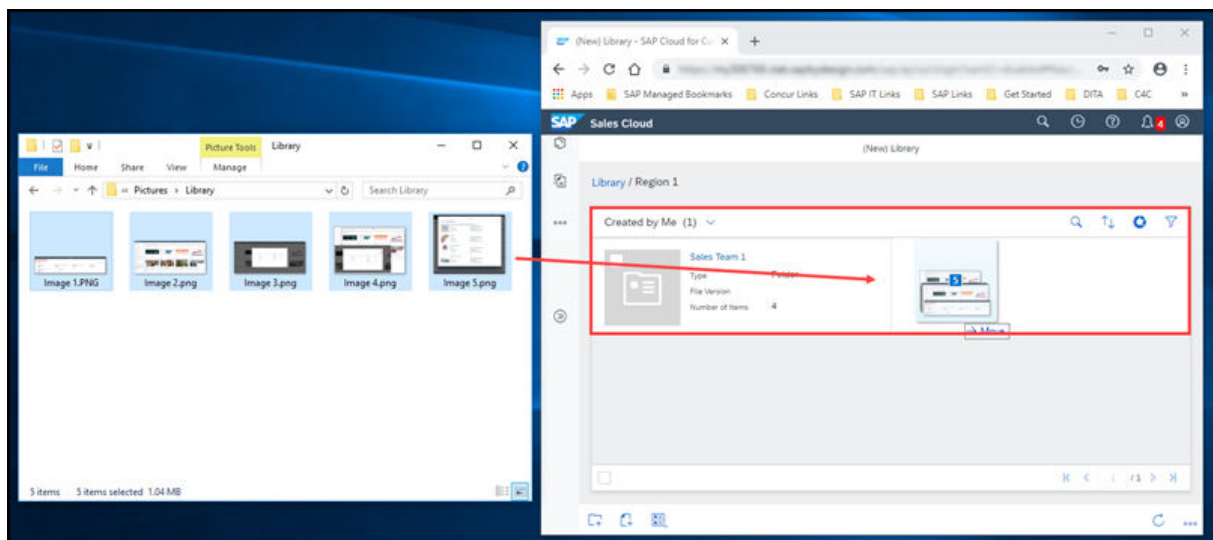 (New) Library - SAP Cloud for Cu
Apps
SAP Managed Bookmarks
Concur Links
SAP IT Links
SAP Links
Get Started
DITA
C4C
»
SAP Sales Cloud
4
(New) Library
Library / Region 1
Created by Me (1)
Sales Team 1
Type Folder
File Version
Number of Items 4
5
→ Move
/1
Picture Tools
Library
File
Home
Share
View
Manage
« Pictures › Library
Search Library
Image 1.PNG
Image 2.png
Image 3.png
Image 4.png
Image 5.png
5 items
5 items selected 1.04 MB